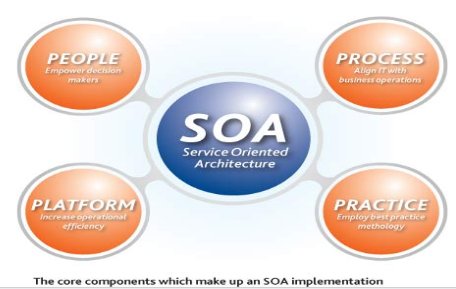 PEOPLE
Empower decision
makers
PROCESS
Align IT with
business operations
SOA
Service Oriented
Architecture
PLATFORM
Increase operational
efficiency
PRACTICE
Employ best practice
methology
The core components which make up an SOA implementation